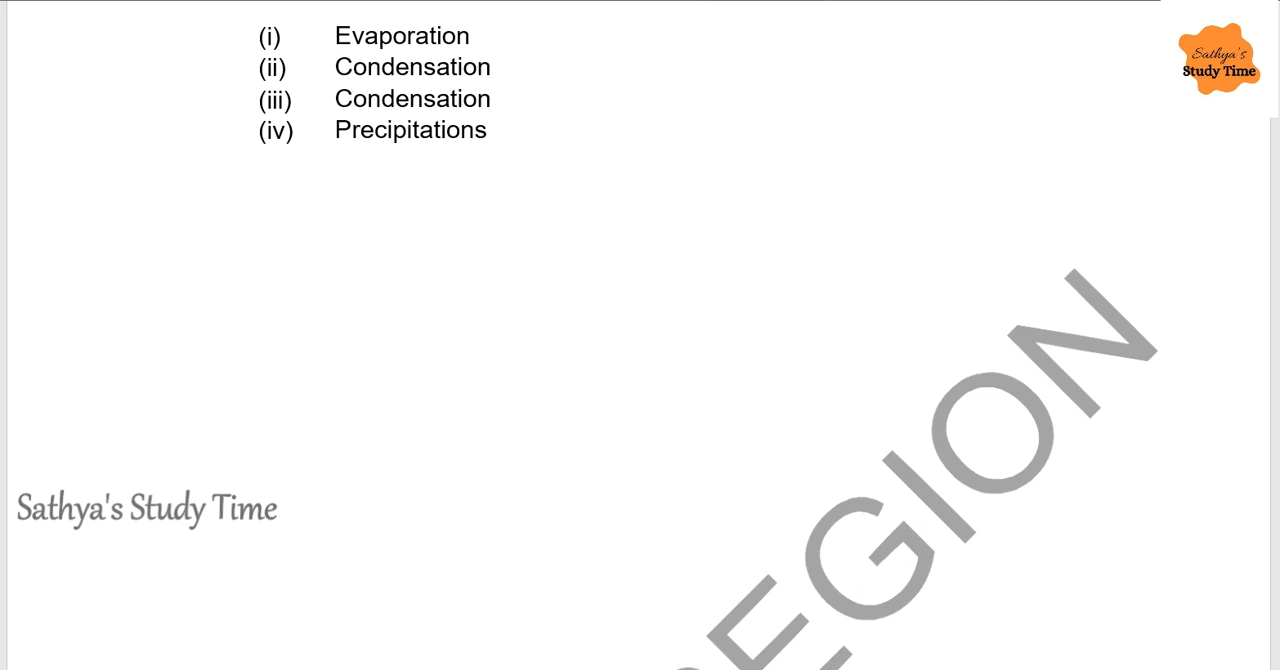 (i) Evaporation
(ii) Condensation
(iii) Condensation
(iv) Precipitations
Sathya's
Study Time
Sathya's Study Time
EGION